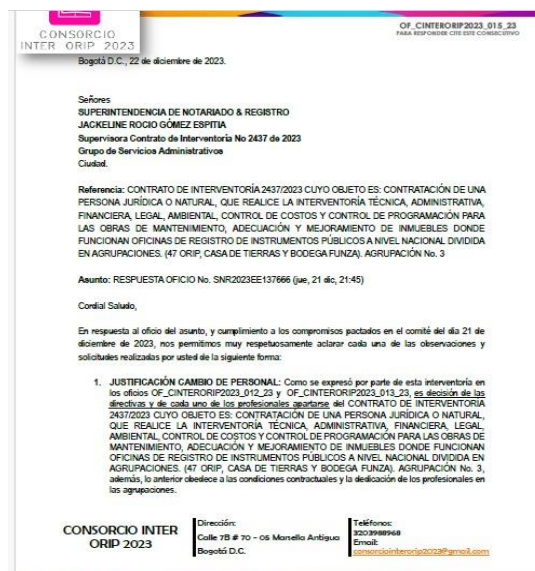 CONSORCIO
INTER ORIP 2023
OF_CINTERORIP2023_015_23
PARA RESPONDER CITE ESTE CONSECUTIVO
Bogotá D.C., 22 de diciembre de 2023.
Señores
SUPERINTENDENCIA DE NOTARIADO & REGISTRO
JACKELINE ROCIO GÓMEZ ESPITIA
Supervisora Contrato de Interventoría No 2437 de 2023
Grupo de Servicios Administrativos
Ciudad.
Referencia: CONTRATO DE INTERVENTORÍA 2437/2023 CUYO OBJETO ES: CONTRATACIÓN DE UNA
PERSONA JURÍDICA O NATURAL, QUE REALICE LA INTERVENTORÍA TÉCNICA, ADMINISTRATIVA,
FINANCIERA, LEGAL, AMBIENTAL, CONTROL DE COSTOS Y CONTROL DE PROGRAMACIÓN PARA
LAS OBRAS DE MANTENIMIENTO, ADECUACIÓN Y MEJORAMIENTO DE INMUEBLES DONDE
FUNCIONAN OFICINAS DE REGISTRO DE INSTRUMENTOS PÚBLICOS A NIVEL NACIONAL DIVIDIDA
EN AGRUPACIONES. (47 ORIP, CASA DE TIERRAS Y BODEGA FUNZA). AGRUPACIÓN No. 3
Asunto: RESPUESTA OFICIO No. SNR2023EE137666 (jue, 21 dic, 21:45)
Cordial Saludo,
En respuesta al oficio del asunto, y cumplimiento a los compromisos pactados en el comité del día 21 de
diciembre de 2023, nos permitimos muy respetuosamente aclarar cada una de las observaciones y
solicitudes realizadas por usted de la siguiente forma:
1. JUSTIFICACIÓN CAMBIO DE PERSONAL: Como se expresó por parte de esta interventoría en
los oficios OF_CINTERORIP2023_012_23 y OF_CINTERORIP2023_013_23, es decisión de las
directivas y de cada uno de los profesionales apartarse del CONTRATO DE INTERVENTORÍA
2437/2023 CUYO OBJETO ES: CONTRATACIÓN DE UNA PERSONA JURÍDICA O NATURAL,
QUE REALICE LA INTERVENTORÍA TÉCNICA, ADMINISTRATIVA, FINANCIERA, LEGAL,
AMBIENTAL, CONTROL DE COSTOS Y CONTROL DE PROGRAMACIÓN PARA LAS OBRAS DE
MANTENIMIENTO, ADECUACIÓN Y MEJORAMIENTO DE INMUEBLES DONDE FUNCIONAN
OFICINAS DE REGISTRO DE INSTRUMENTOS PÚBLICOS A NIVEL NACIONAL DIVIDIDA EN
AGRUPACIONES. (47 ORIP, CASA DE TIERRAS Y BODEGA FUNZA). AGRUPACIÓN No. 3,
además, lo anterior obedece a las condiciones contractuales y la dedicación de los profesionales en
las agrupaciones.
CONSORCIO INTER
ORIP 2023
Dirección:
Calle 7B # 70 - 05 Marsella Antigua
Bogotá D.C.
Teléfonos:
3203988968
Email:
consorciointerorip2023@gmail.com